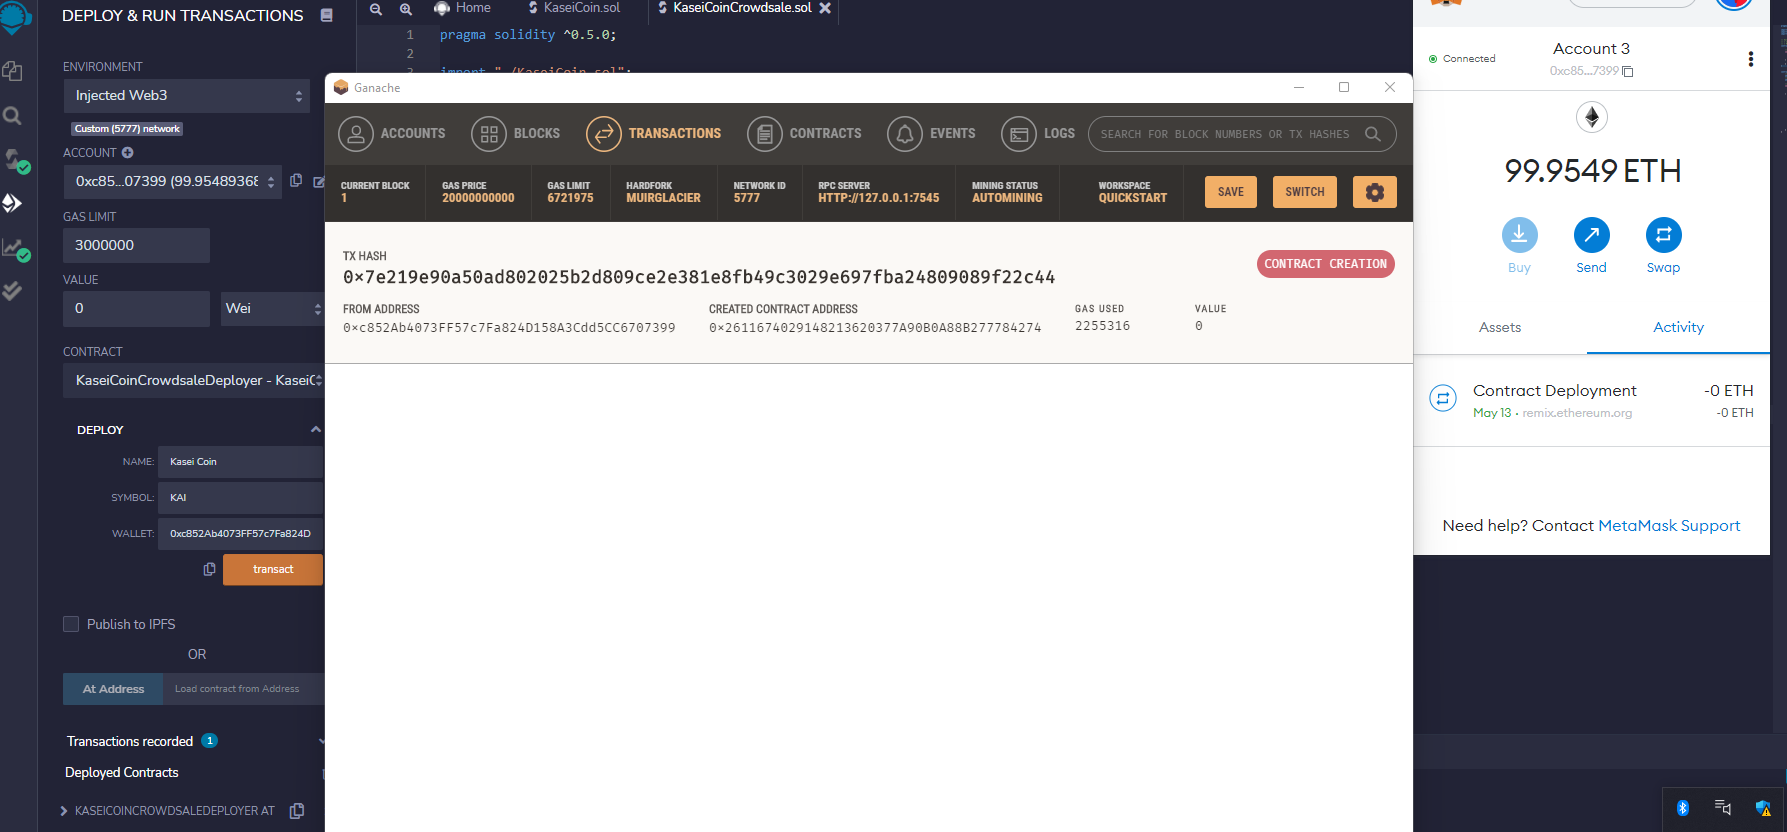 DEPLOY & RUN TRANSACTIONS
ENVIRONMENT
Injected Web3
Custom (5777) network
ACCOUNT
0xc85...07399 (99.95489368
GAS LIMIT
3000000
VALUE
0
Wei
CONTRACT
KaseiCoinCrowdsaleDeployer - KaseiC
DEPLOY
NAME: Kasei Coin
SYMBOL: KAI
WALLET: 0xc852Ab4073FF57c7Fa824D
transact
Publish to IPFS
OR
At Address
Load contract from Address
Transactions recorded 1
Deployed Contracts
KASEICOINCROWDSALEDEPLOYER AT
Home
KaseiCoin.sol
KaseiCoinCrowdsale.sol
1 pragma solidity ^0.5.0;
2
3 import "./KaseiCoin.sol";
Ganache
ACCOUNTS
BLOCKS
TRANSACTIONS
CONTRACTS
EVENTS
LOGS
SEARCH FOR BLOCK NUMBERS OR TX HASHES
CURRENT BLOCK
1
GAS PRICE
20000000000
GAS LIMIT
6721975
HARDFORK
MUIRGLACIER
NETWORK ID
5777
RPC SERVER
HTTP://127.0.0.1:7545
MINING STATUS
AUTOMINING
WORKSPACE
QUICKSTART
SAVE
SWITCH
TX HASH
0×7e219e90a50ad802025b2d809ce2e381e8fb49c3029e697fba24809089f22c44
CONTRACT CREATION
FROM ADDRESS
0×c852Ab4073FF57c7Fa824D158A3Cdd5CC6707399
CREATED CONTRACT ADDRESS
0×2611674029148213620377A90B0A88B277784274
GAS USED
2255316
VALUE
0
Connected
Account 3
0xc85...7399
99.9549 ETH
Buy
Send
Swap
Assets
Activity
Contract Deployment
-0 ETH
May 13 · remix.ethereum.org
-0 ETH
Need help? Contact MetaMask Support